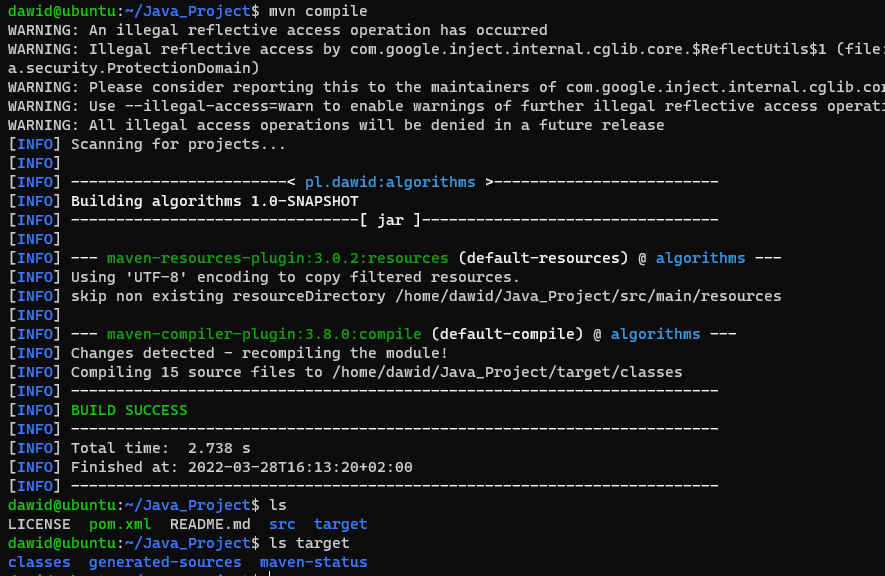 dawid@ubuntu:~/Java_Project$ mvn compile
WARNING: An illegal reflective access operation has occurred
WARNING: Illegal reflective access by com.google.inject.internal.cglib.core.$ReflectUtils$1 (file:
a.security.ProtectionDomain)
WARNING: Please consider reporting this to the maintainers of com.google.inject.internal.cglib.cor
WARNING: Use --illegal-access=warn to enable warnings of further illegal reflective access operati
WARNING: All illegal access operations will be denied in a future release
[INFO] Scanning for projects...
[INFO]
[INFO] ------------------------< pl.dawid:algorithms >-------------------------
[INFO] Building algorithms 1.0-SNAPSHOT
[INFO] --------------------------------[ jar ]---------------------------------
[INFO]
[INFO] --- maven-resources-plugin:3.0.2:resources (default-resources) @ algorithms ---
[INFO] Using 'UTF-8' encoding to copy filtered resources.
[INFO] skip non existing resourceDirectory /home/dawid/Java_Project/src/main/resources
[INFO]
[INFO] --- maven-compiler-plugin:3.8.0:compile (default-compile) @ algorithms ---
[INFO] Changes detected - recompiling the module!
[INFO] Compiling 15 source files to /home/dawid/Java_Project/target/classes
[INFO] ------------------------------------------------------------------------
[INFO] BUILD SUCCESS
[INFO] ------------------------------------------------------------------------
[INFO] Total time:  2.738 s
[INFO] Finished at: 2022-03-28T16:13:20+02:00
[INFO] ------------------------------------------------------------------------
dawid@ubuntu:~/Java_Project$ ls
LICENSE  pom.xml  README.md  src  target
dawid@ubuntu:~/Java_Project$ ls target
classes  generated-sources  maven-status